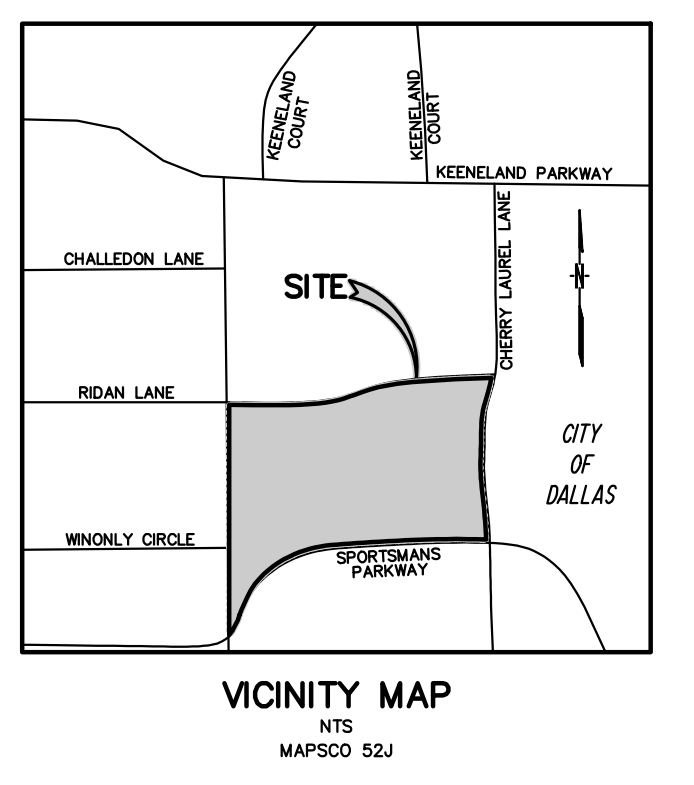 KEENELAND
COURT
KEENELAND
COURT
KEENELAND PARKWAY
CHERRY LAUREL LANE
CHALLEDON LANE
SITE
N
RIDAN LANE
CITY
OF
DALLAS
WINONLY CIRCLE
SPORTSMANS
PARKWAY
VICINITY MAP
NTS
MAPSCO 52J